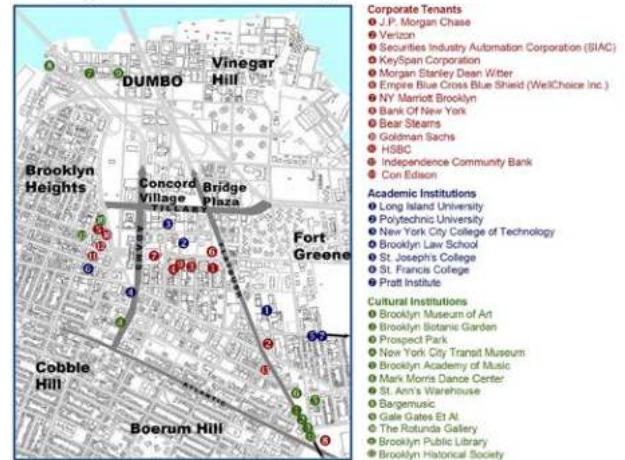 DUMBO
Vinegar
Hill
Brooklyn
Heights
Concord
Village
Bridge
Plaza
TILLARY
ADAMS
Fort
Greene
Cobble
Hill
ATLANTIC
Boerum Hill
Corporate Tenants
J.P. Morgan Chase
Verizon
Securities Industry Automation Corporation (SIAC)
KeySpan Corporation
Morgan Stanley Dean Witter
Empire Blue Cross Blue Shield (WellChoice Inc.)
NY Marriott Brooklyn
Bank Of New York
Bear Stearns
Goldman Sachs
HSBC
Independence Community Bank
Con Edison
Academic Institutions
Long Island University
Polytechnic University
New York City College of Technology
Brooklyn Law School
St. Joseph's College
St. Francis College
Pratt Institute
Cultural Institutions
Brooklyn Museum of Art
Brooklyn Botanic Garden
Prospect Park
New York City Transit Museum
Brooklyn Academy of Music
Mark Morris Dance Center
St. Ann's Warehouse
Bargemusic
Gale Gates Et Al.
The Rotunda Gallery
Brooklyn Public Library
Brooklyn Historical Society